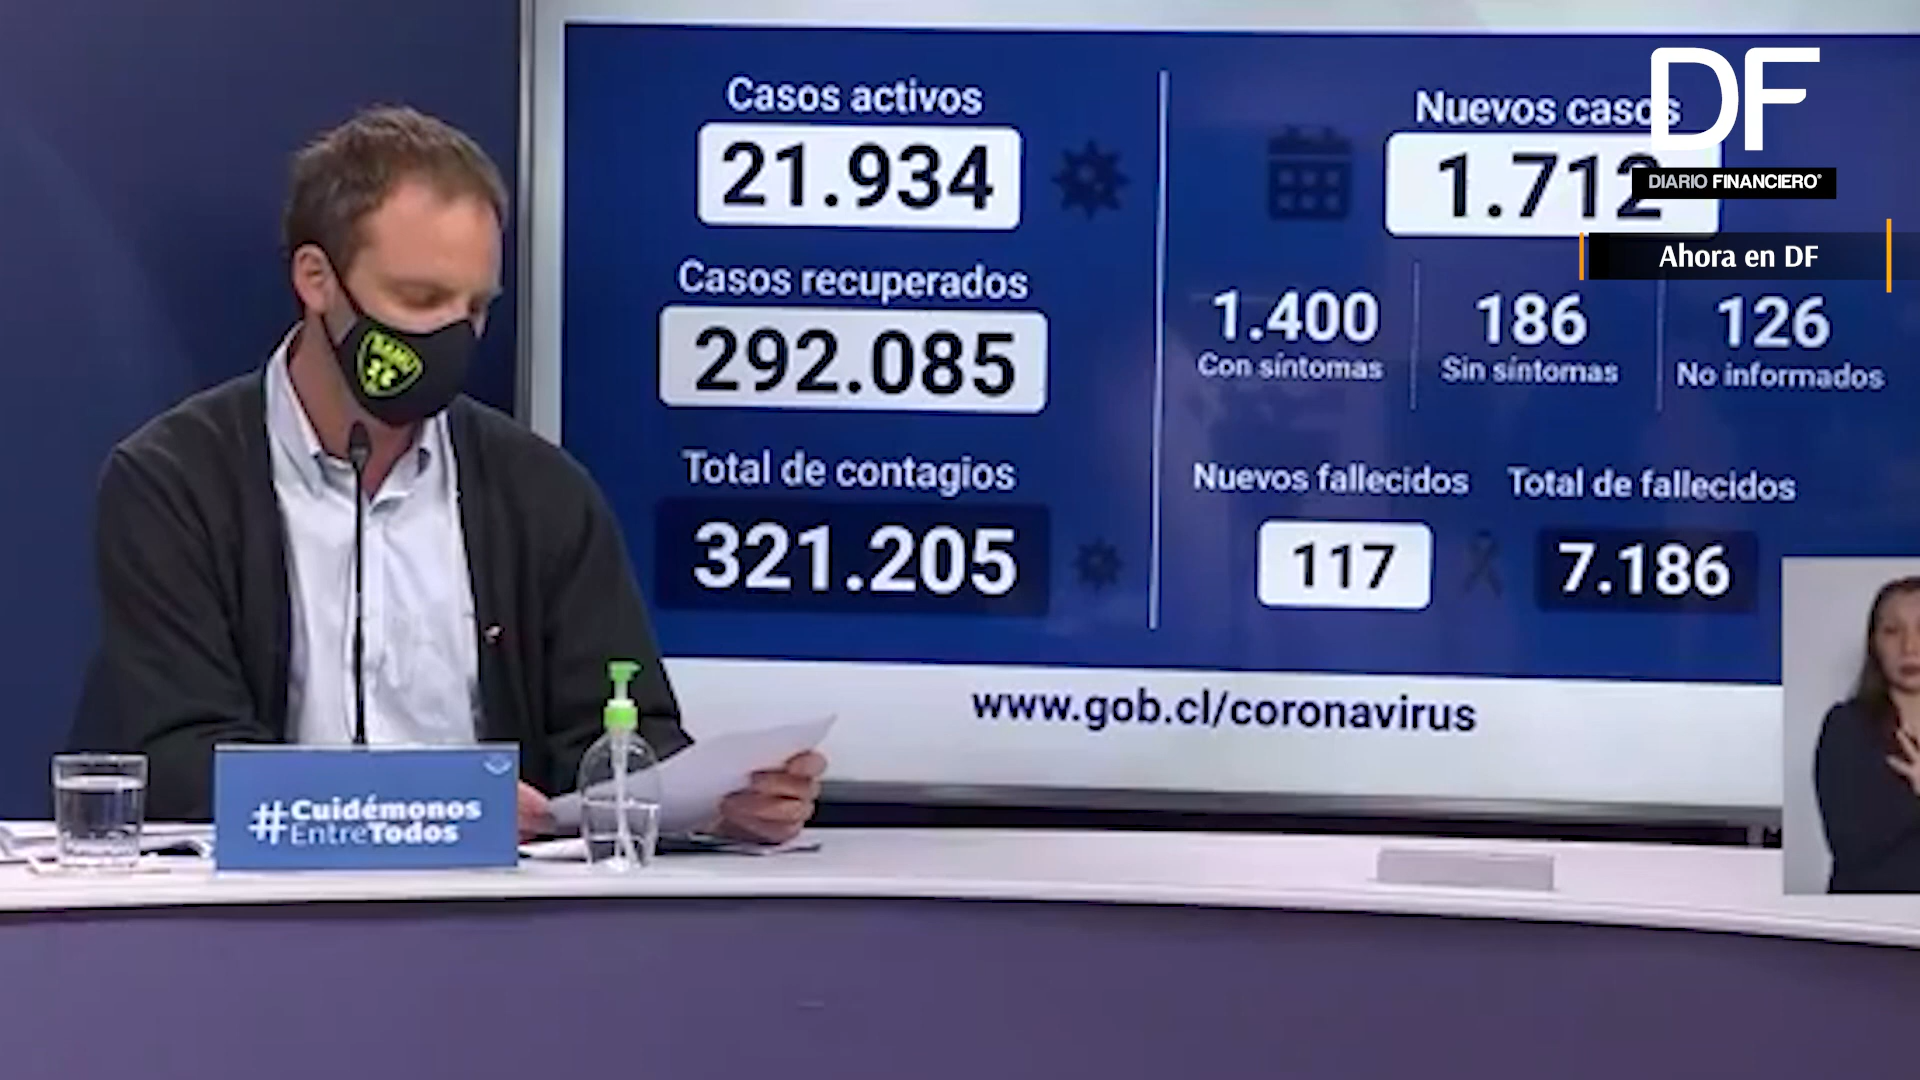 Casos activos
21.934
Casos recuperados
292.085
Total de contagios
321.205
Nuevos casos
1.712
1.400
Con síntomas
186
Sin síntomas
126
No informados
Nuevos fallecidos
117
Total de fallecidos
7.186
www.gob.cl/coronavirus
DF
DIARIO FINANCIERO®
Ahora en DF
#Cuidémonos
EntreTodos